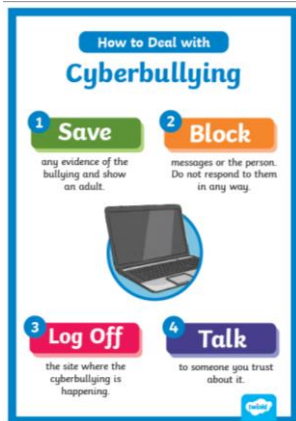 How to Deal with
Cyberbullying
1 Save
any evidence of the
bullying and show
an adult.
2 Block
messages or the person.
Do not respond to them
in any way.
3 Log Off
the site where the
cyberbullying is
happening.
4 Talk
to someone you trust
about it.
twinkl